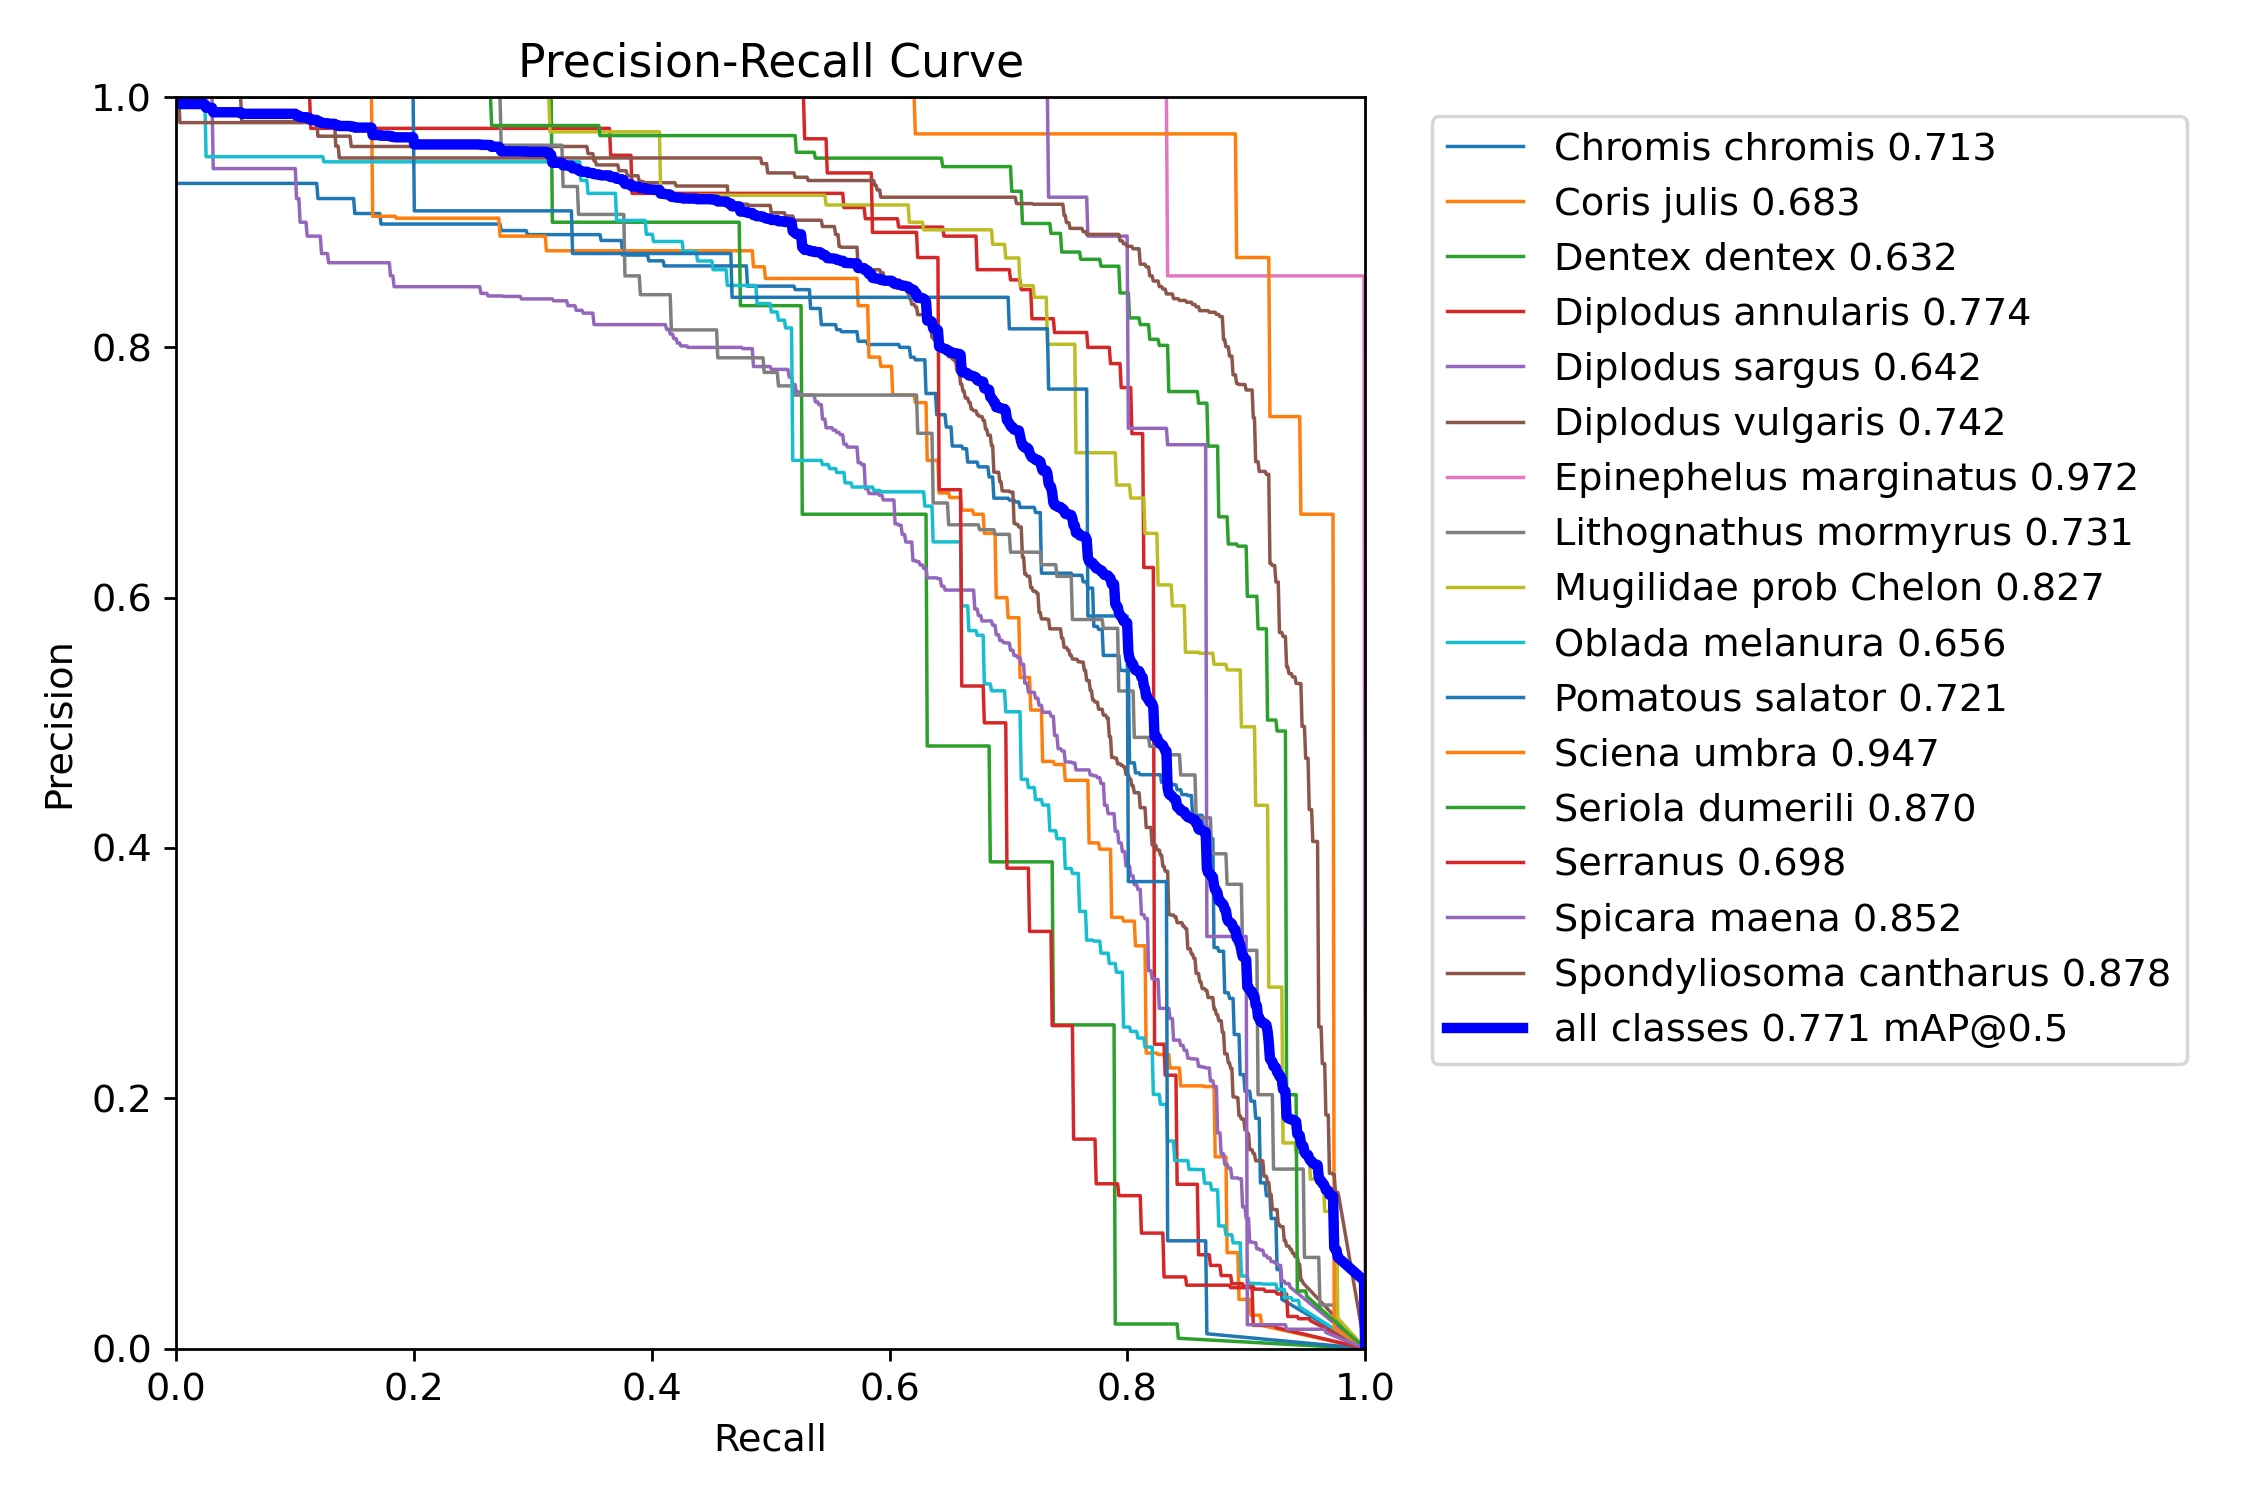 Precision-Recall Curve
1.0
0.8
0.6
0.4
0.2
0.0
Precision
0.0 0.2 0.4 0.6 0.8 1.0
Recall
Chromis chromis 0.713
Coris julis 0.683
Dentex dentex 0.632
Diplodus annularis 0.774
Diplodus sargus 0.642
Diplodus vulgaris 0.742
Epinephelus marginatus 0.972
Lithognathus mormyrus 0.731
Mugilidae prob Chelon 0.827
Oblada melanura 0.656
Pomatous salator 0.721
Sciena umbra 0.947
Seriola dumerili 0.870
Serranus 0.698
Spicara maena 0.852
Spondyliosoma cantharus 0.878
all classes 0.771 mAP@0.5